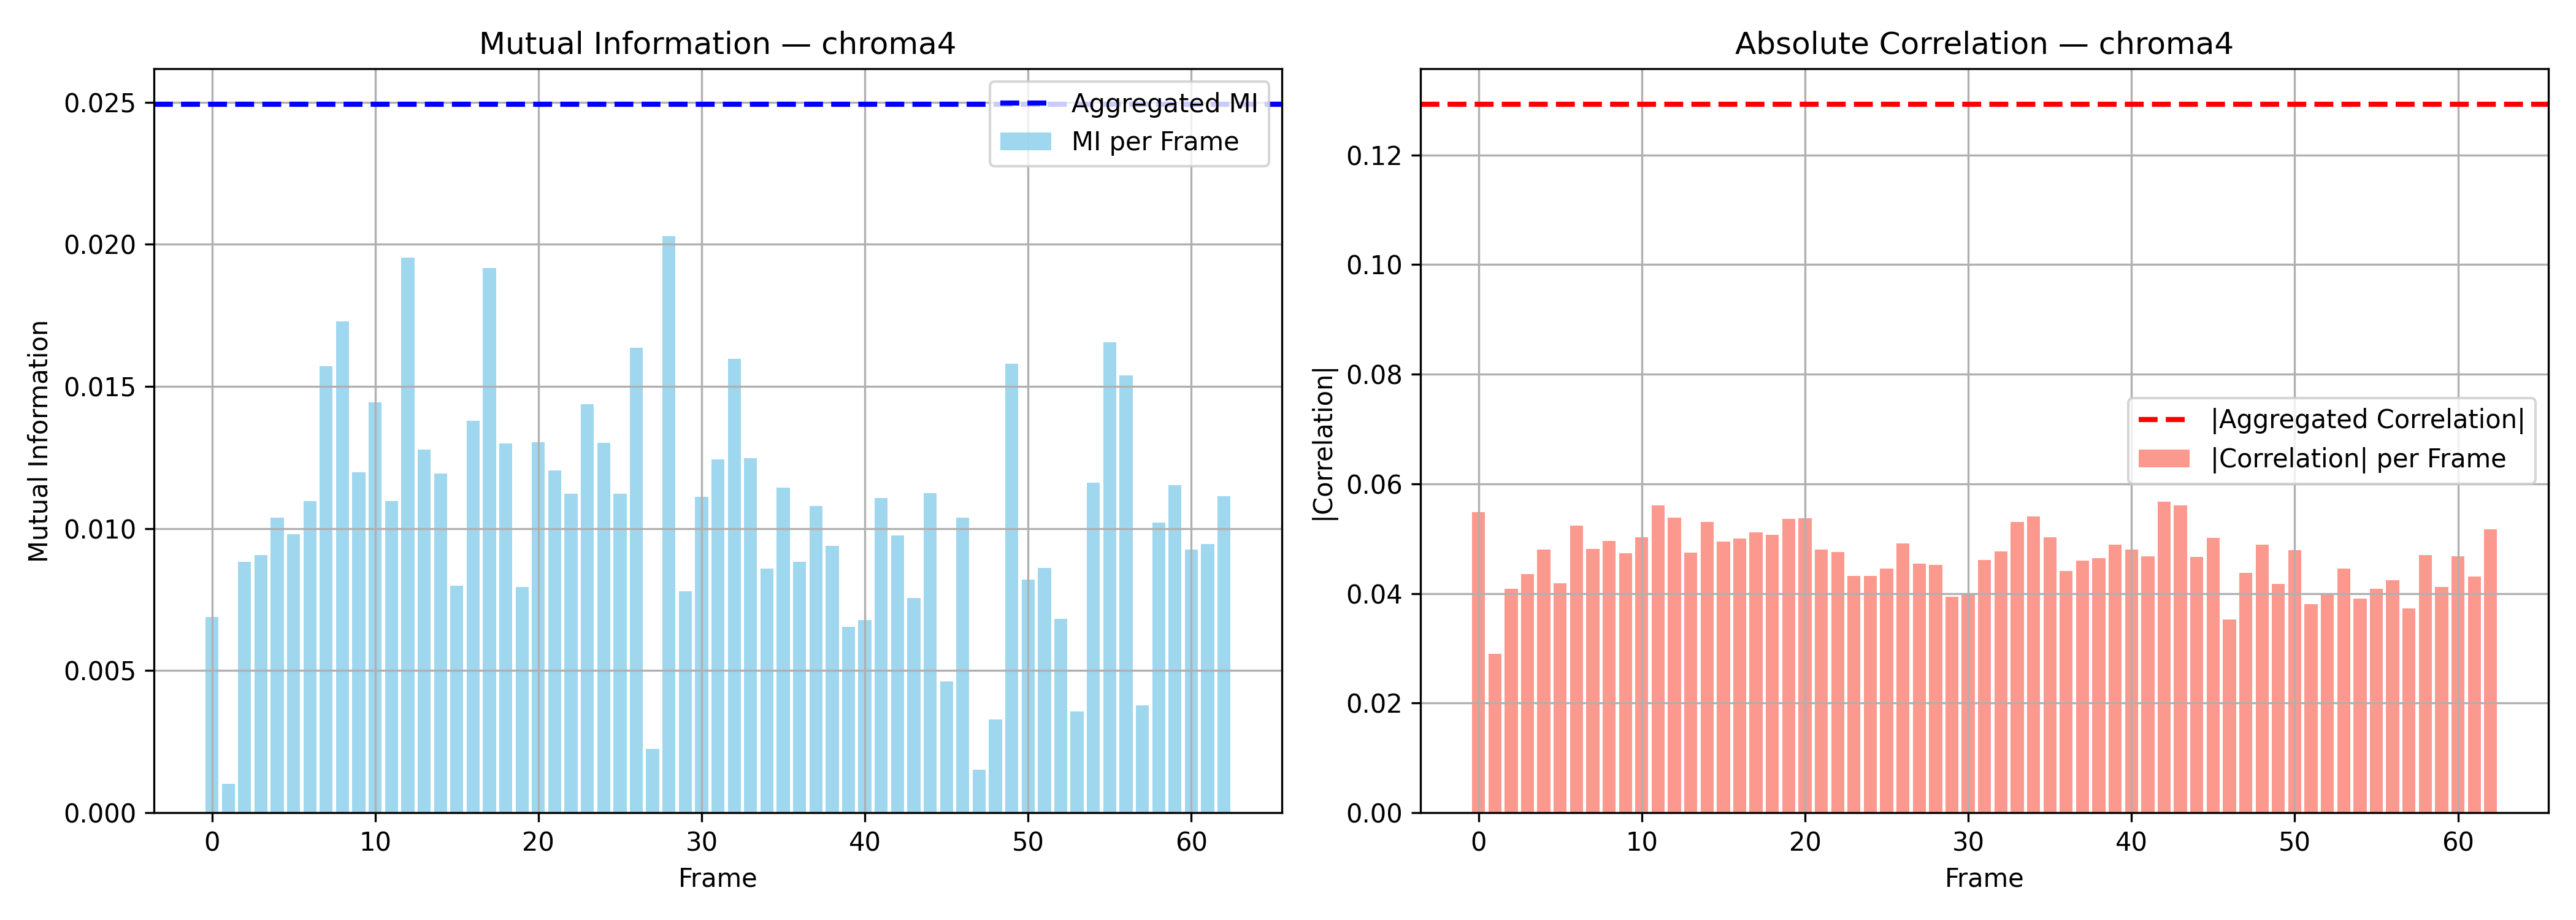 Mutual Information — chroma4
Mutual Information
0.025
0.020
0.015
0.010
0.005
0.000
Aggregated MI
MI per Frame
0 10 20 30 40 50 60
Frame
Absolute Correlation — chroma4
|Correlation|
0.12
0.10
0.08
0.06
0.04
0.02
0.00
|Aggregated Correlation|
|Correlation| per Frame
0 10 20 30 40 50 60
Frame